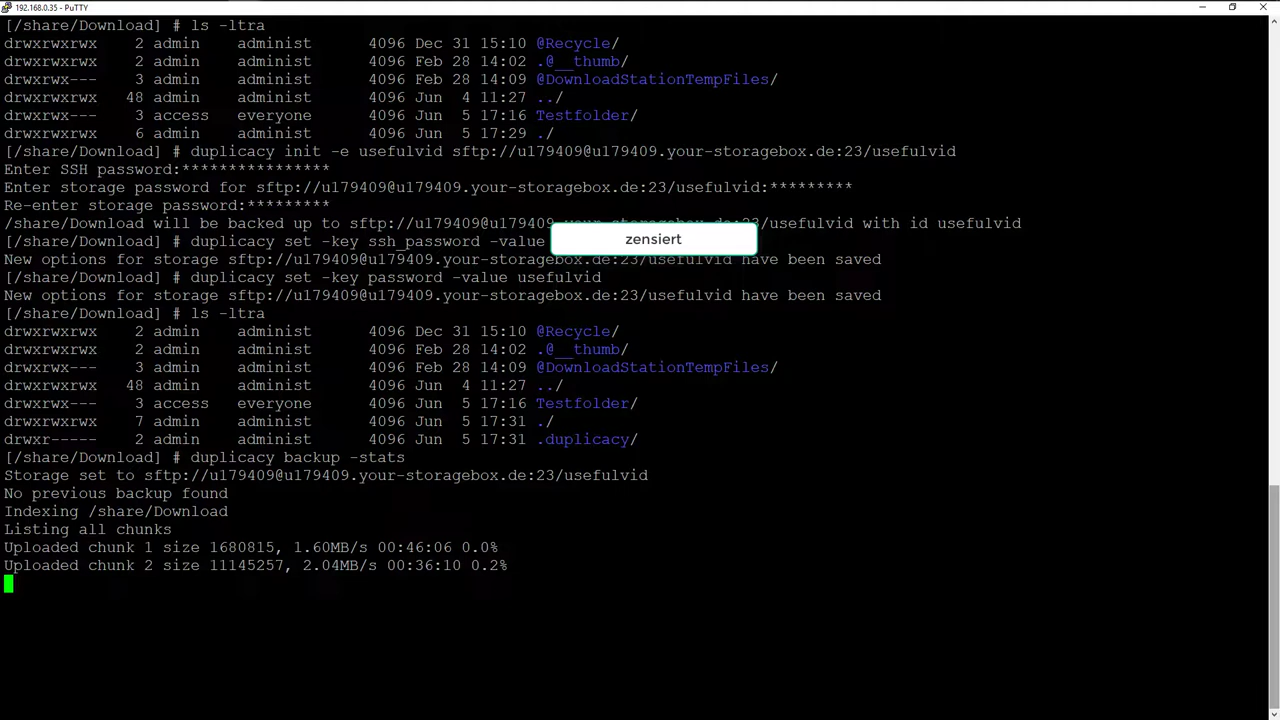 192.168.0.35 - PuTTY
[/share/Download] # ls -ltra
drwxrwxrwx    2 admin    administ      4096 Dec 31 15:10 @Recycle/
drwxrwxrwx    2 admin    administ      4096 Feb 28 14:02 .@__thumb/
drwxrwx---    3 admin    administ      4096 Feb 28 14:09 @DownloadStationTempFiles/
drwxrwxrwx   48 admin    administ      4096 Jun  4 11:27 ../
drwxrwx---    3 access   everyone      4096 Jun  5 17:16 Testfolder/
drwxrwxrwx    6 admin    administ      4096 Jun  5 17:29 ./
[/share/Download] # duplicacy init -e usefulvid sftp://u179409@u179409.your-storagebox.de:23/usefulvid
Enter SSH password:****************
Enter storage password for sftp://u179409@u179409.your-storagebox.de:23/usefulvid:*********
Re-enter storage password:*********
/share/Download will be backed up to sftp://u179409@u179409.your-storagebox.de:23/usefulvid with id usefulvid
[/share/Download] # duplicacy set -key ssh_password -value
zensiert
New options for storage sftp://u179409@u179409.your-storagebox.de:23/usefulvid have been saved
[/share/Download] # duplicacy set -key password -value usefulvid
New options for storage sftp://u179409@u179409.your-storagebox.de:23/usefulvid have been saved
[/share/Download] # ls -ltra
drwxrwxrwx    2 admin    administ      4096 Dec 31 15:10 @Recycle/
drwxrwxrwx    2 admin    administ      4096 Feb 28 14:02 .@__thumb/
drwxrwx---    3 admin    administ      4096 Feb 28 14:09 @DownloadStationTempFiles/
drwxrwxrwx   48 admin    administ      4096 Jun  4 11:27 ../
drwxrwx---    3 access   everyone      4096 Jun  5 17:16 Testfolder/
drwxrwxrwx    7 admin    administ      4096 Jun  5 17:31 ./
drwxr-----    2 admin    administ      4096 Jun  5 17:31 .duplicacy/
[/share/Download] # duplicacy backup -stats
Storage set to sftp://u179409@u179409.your-storagebox.de:23/usefulvid
No previous backup found
Indexing /share/Download
Listing all chunks
Uploaded chunk 1 size 1680815, 1.60MB/s 00:46:06 0.0%
Uploaded chunk 2 size 11145257, 2.04MB/s 00:36:10 0.2%